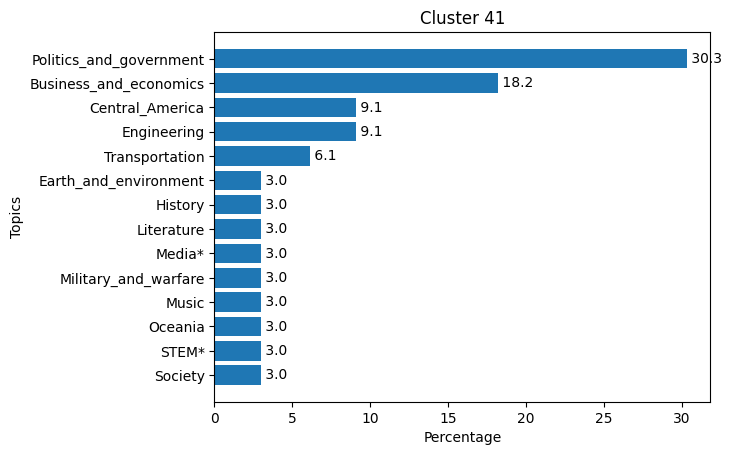 Cluster 41
Topics
Politics_and_government 30.3
Business_and_economics 18.2
Central_America 9.1
Engineering 9.1
Transportation 6.1
Earth_and_environment 3.0
History 3.0
Literature 3.0
Media* 3.0
Military_and_warfare 3.0
Music 3.0
Oceania 3.0
STEM* 3.0
Society 3.0
0 5 10 15 20 25 30
Percentage